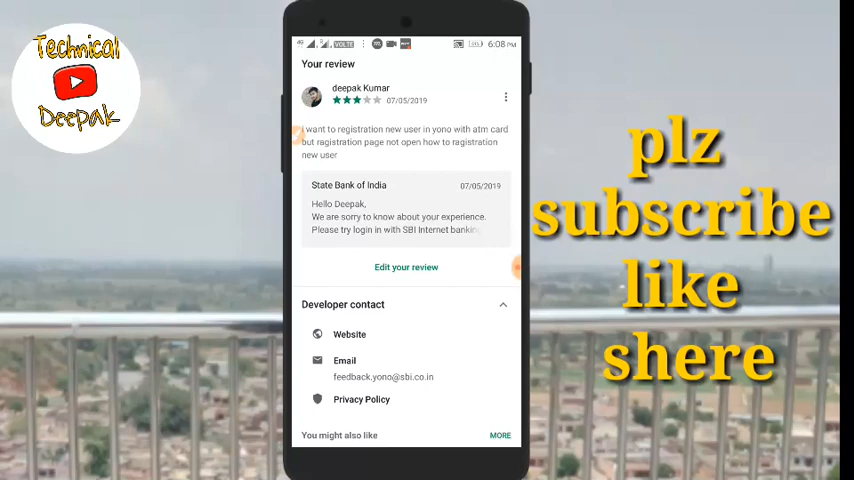 Technical
Deepak
4G VOLTE 6:08 PM
Your review
deepak Kumar
07/05/2019
I want to registration new user in yono with atm card
but ragistration page not open how to ragistration
new user
State Bank of India 07/05/2019
Hello Deepak,
We are sorry to know about your experience.
Please try login in with SBI Internet banking
Edit your review
Developer contact
Website
Email
feedback.yono@sbi.co.in
Privacy Policy
You might also like MORE
plz
subscribe
like
shere